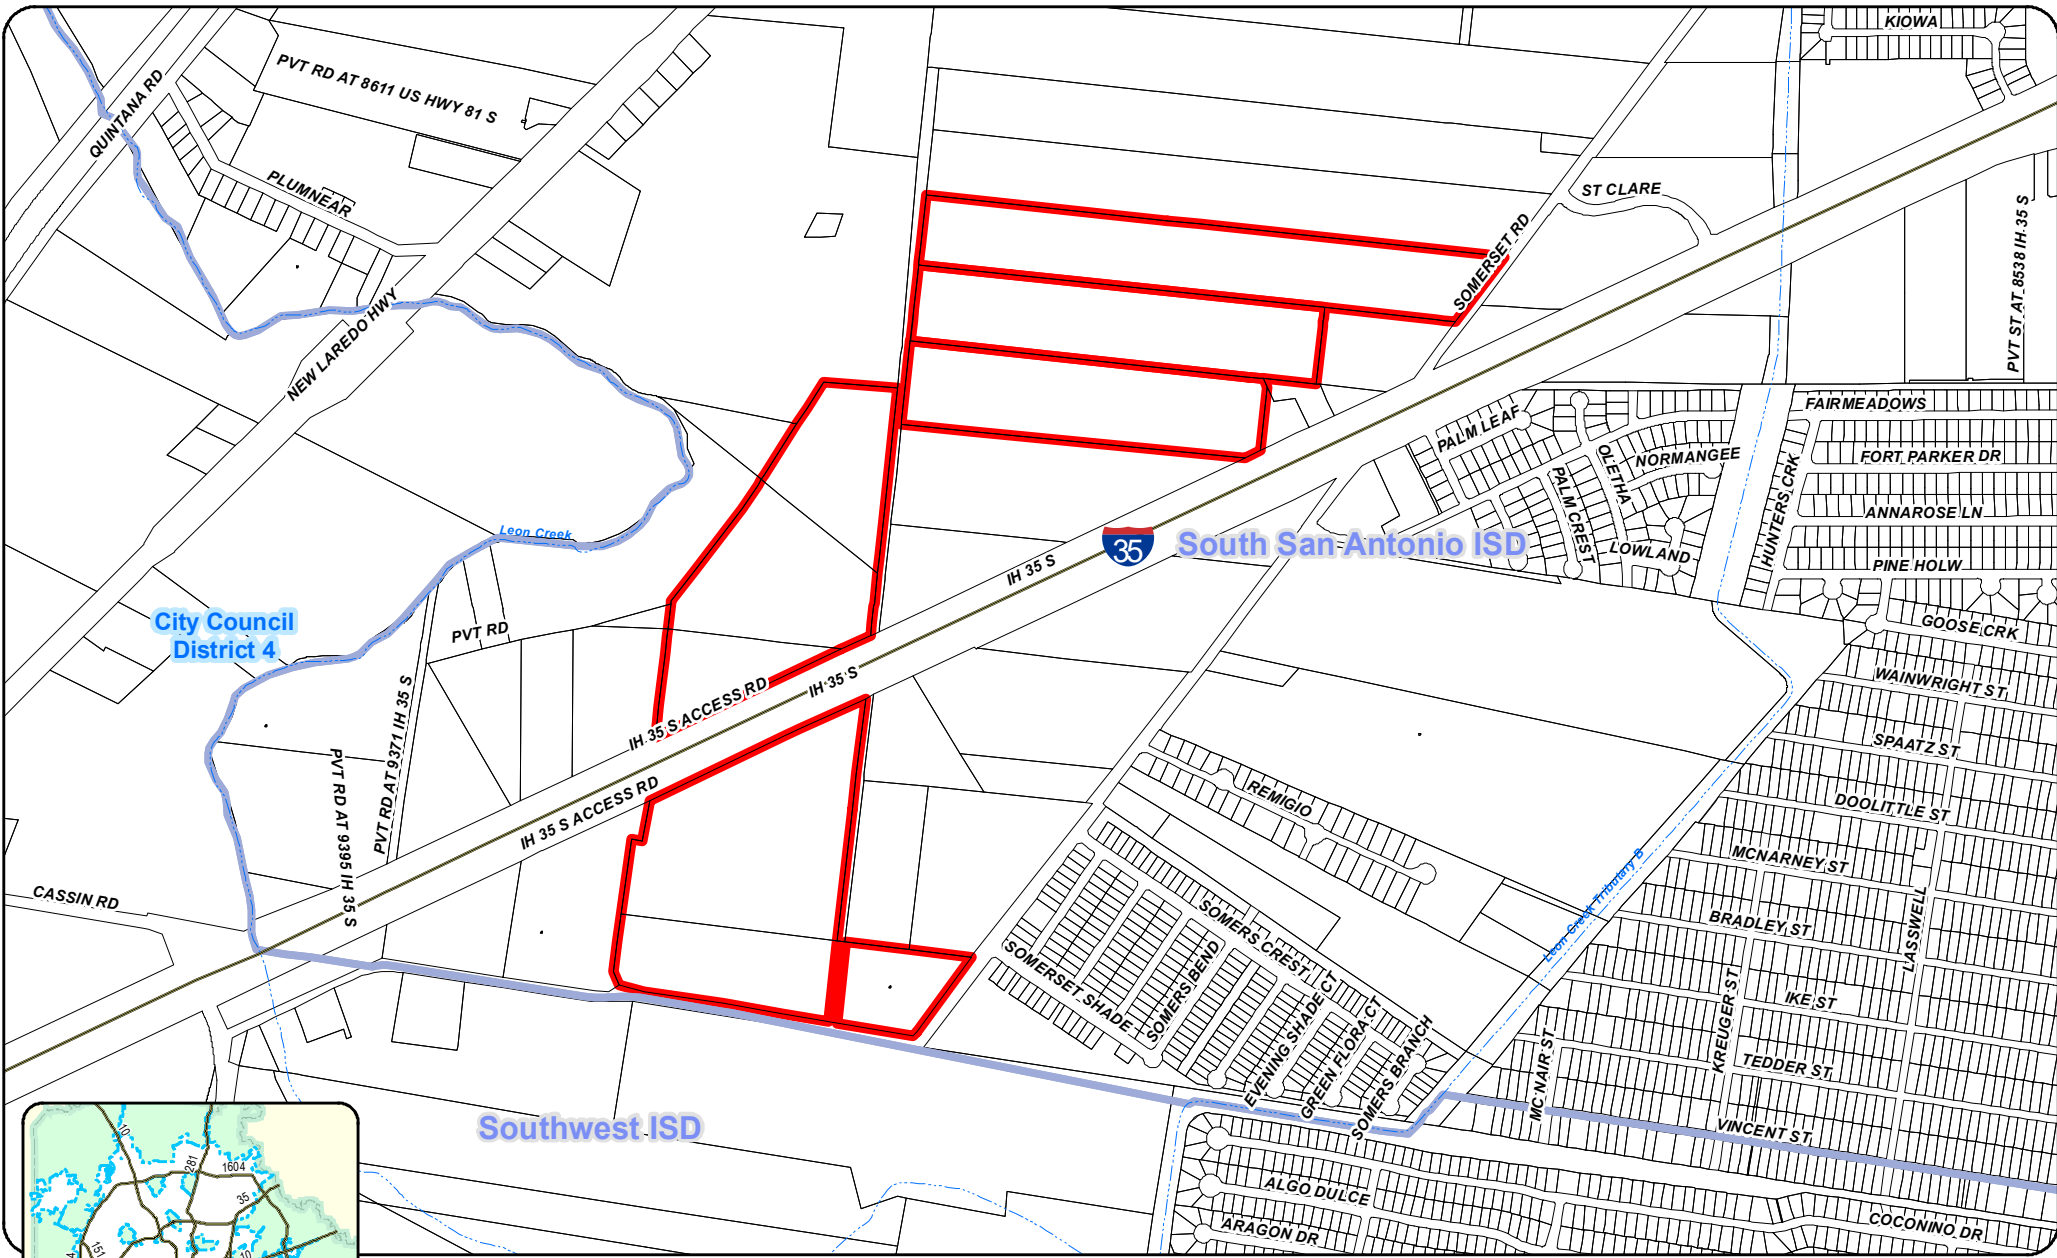 KIOWA
QUINTANA RD
PVT RD AT 8611 US HWY 81 S
PLUMNEAR
ST CLARE
SOMERSET RD
PVT ST AT 8538 IH 35 S
NEW LAREDO HWY
FAIRMEADOWS
PALM LEAF
OLETHA
NORMANGEE
FORT PARKER DR
HUNTERS CRK
PALM CREST
ANNAROSE LN
Leon Creek
35
South San Antonio ISD
LOWLAND
PINE HOLW
IH 35 S
City Council
District 4
PVT RD
GOOSE CRK
WAINWRIGHT ST
IH 35 S
IH 35 S ACCESS RD
PVT RD AT 9371 IH 35 S
PVT RD AT 9395 IH 35 S
SPAATZ ST
IH 35 S ACCESS RD
REMIGIO
DOOLITTLE ST
MCNARNEY ST
Leon Creek Tributary B
CASSIN RD
SOMERS CREST
BRADLEY ST
LASSWELL
SOMERSET SHADE
SOMERS BEND
EVENING SHADE CT
GREEN FLORA CT
SOMERS BRANCH
KREUGER ST
IKE ST
MC NAIR ST
TEDDER ST
Southwest ISD
VINCENT ST
10
281
1604
35
151
10
ALGO DULCE
ARAGON DR
COCONINO DR